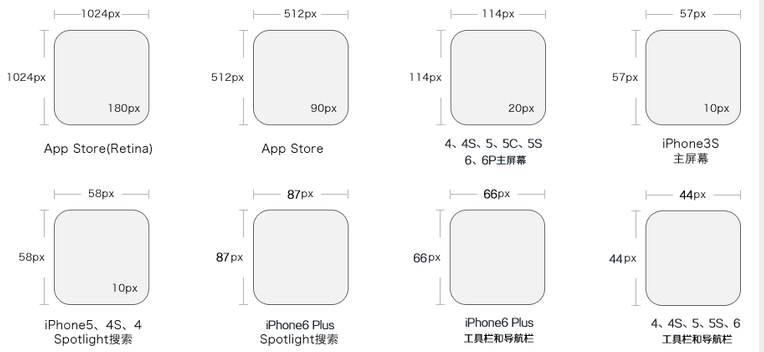 1024px
512px
114px
57px
1024px
512px
114px
57px
180px
90px
20px
10px
App Store(Retina)
App Store
4、4S、5、5C、5S
6、6P主屏幕
iPhone3S
主屏幕
58px
87px
66px
44px
58px
87px
66px
44px
10px
iPhone5、4S、4
Spotlight搜索
iPhone6 Plus
Spotlight搜索
iPhone6 Plus
工具栏和导航栏
4、4S、5、5S、6
工具栏和导航栏